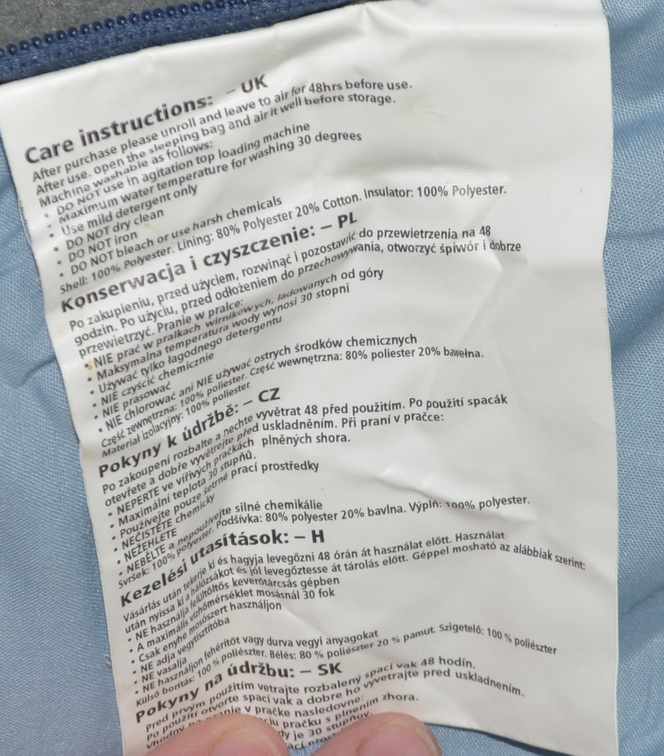 Care instructions: – UK
After purchase please unroll and leave to air for 48hrs before use.
After use, open the sleeping bag and air it well before storage.
Machine washable as follows:
• DO NOT use in agitation top loading machine
• Maximum water temperature for washing 30 degrees
• Use mild detergent only
• DO NOT dry clean
• DO NOT iron
• DO NOT bleach or use harsh chemicals
Shell: 100% Polyester. Lining: 80% Polyester 20% Cotton. Insulator: 100% Polyester.
Konserwacja i czyszczenie: – PL
Po zakupieniu, przed użyciem, rozwinąć i pozostawić do przewietrzenia na 48
godzin. Po użyciu, przed odłożeniem do przechowywania, otworzyć śpiwór i dobrze
przewietrzyć. Pranie w pralce:
• NIE prać w pralkach wirnikowych, ładowanych od góry
• Maksymalna temperatura wody wynosi 30 stopni
• Używać tylko łagodnego detergentu
• NIE czyścić chemicznie
• NIE prasować
• NIE chlorować ani NIE używać ostrych środków chemicznych
Część zewnętrzna: 100% poliester. Część wewnętrzna: 80% poliester 20% bawełna.
Materiał izolacyjny: 100% poliester
Pokyny k údržbě: – CZ
Po zakoupení rozbalte a nechte vyvětrat 48 před použitím. Po použití spacák
otevřete a dobře vyvětrejte před uskladněním. Při praní v pračce:
• NEPERTE ve vířivých pračkách plněných shora.
• Maximální teplota 30 stupňů.
• Používejte pouze šetrné prací prostředky
• NEČISTĚTE chemicky
• NEŽEHLETE
• NEBĚLTE a nepoužívejte silné chemikálie
Svršek: 100% polyester. Podšívka: 80% polyester 20% bavlna. Výplň: 100% polyester.
Kezelési utasítások: – H
Vásárlás után tekerje ki és hagyja levegőzni 48 órán át használat előtt. Használat
után nyissa ki a hálózsákot és jól levegőztesse át tárolás előtt. Géppel mosható az alábbiak szerint:
• NE használja felültöltős keverőtárcsás gépben
• A maximális vízhőmérséklet mosásnál 30 fok
• Csak enyhe mosószert használjon
• NE adja vegytisztítóba
• NE vasalja
• NE használjon fehérítőt vagy durva vegyi anyagokat
Külső borítás: 100 % poliészter. Bélés: 80 % poliészter 20 % pamut. Szigetelő: 100 % poliészter
Pokyny na údržbu: – SK
Pred prvým použitím vetrajte rozbalený spací vak 48 hodín.
Po použití otvorte spací vak a dobre ho vyvetrajte pred uskladnením.
Vhodné na pranie v pračke nasledovne:
pračku s plnením zhora.
je 30 stupňov